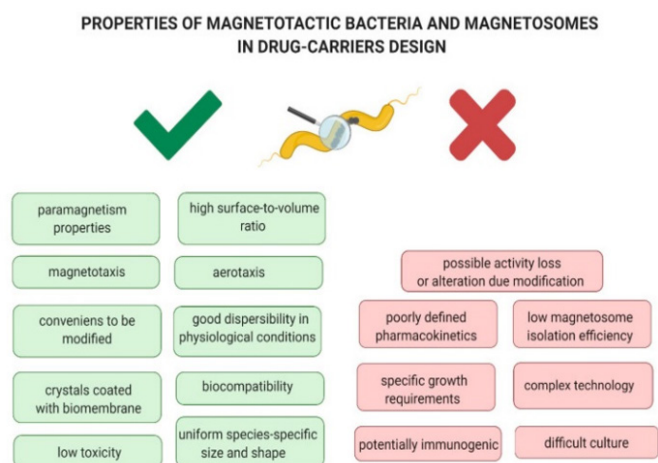 PROPERTIES OF MAGNETOTACTIC BACTERIA AND MAGNETOSOMES
IN DRUG-CARRIERS DESIGN
paramagnetism
properties
high surface-to-volume
ratio
magnetotaxis
aerotaxis
conveniens to be
modified
good dispersibility in
physiological conditions
crystals coated
with biomembrane
biocompatibility
low toxicity
uniform species-specific
size and shape
possible activity loss
or alteration due modification
poorly defined
pharmacokinetics
low magnetosome
isolation efficiency
specific growth
requirements
complex technology
potentially immunogenic
difficult culture